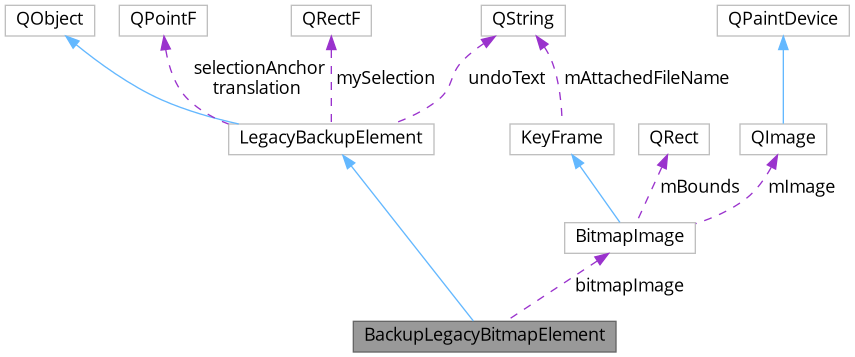 QObject
QPointF
QRectF
QString
QPaintDevice
selectionAnchor
translation
mySelection
undoText
mAttachedFileName
LegacyBackupElement
KeyFrame
QRect
QImage
mBounds
mImage
BitmapImage
bitmapImage
BackupLegacyBitmapElement